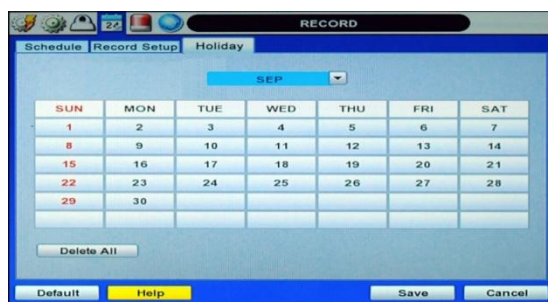 RECORD
Schedule Record Setup Holiday
SEP
SUN MON TUE WED THU FRI SAT
1 2 3 4 5 6 7
8 9 10 11 12 13 14
15 16 17 18 19 20 21
22 23 24 25 26 27 28
29 30
Delete All
Default Help Save Cancel